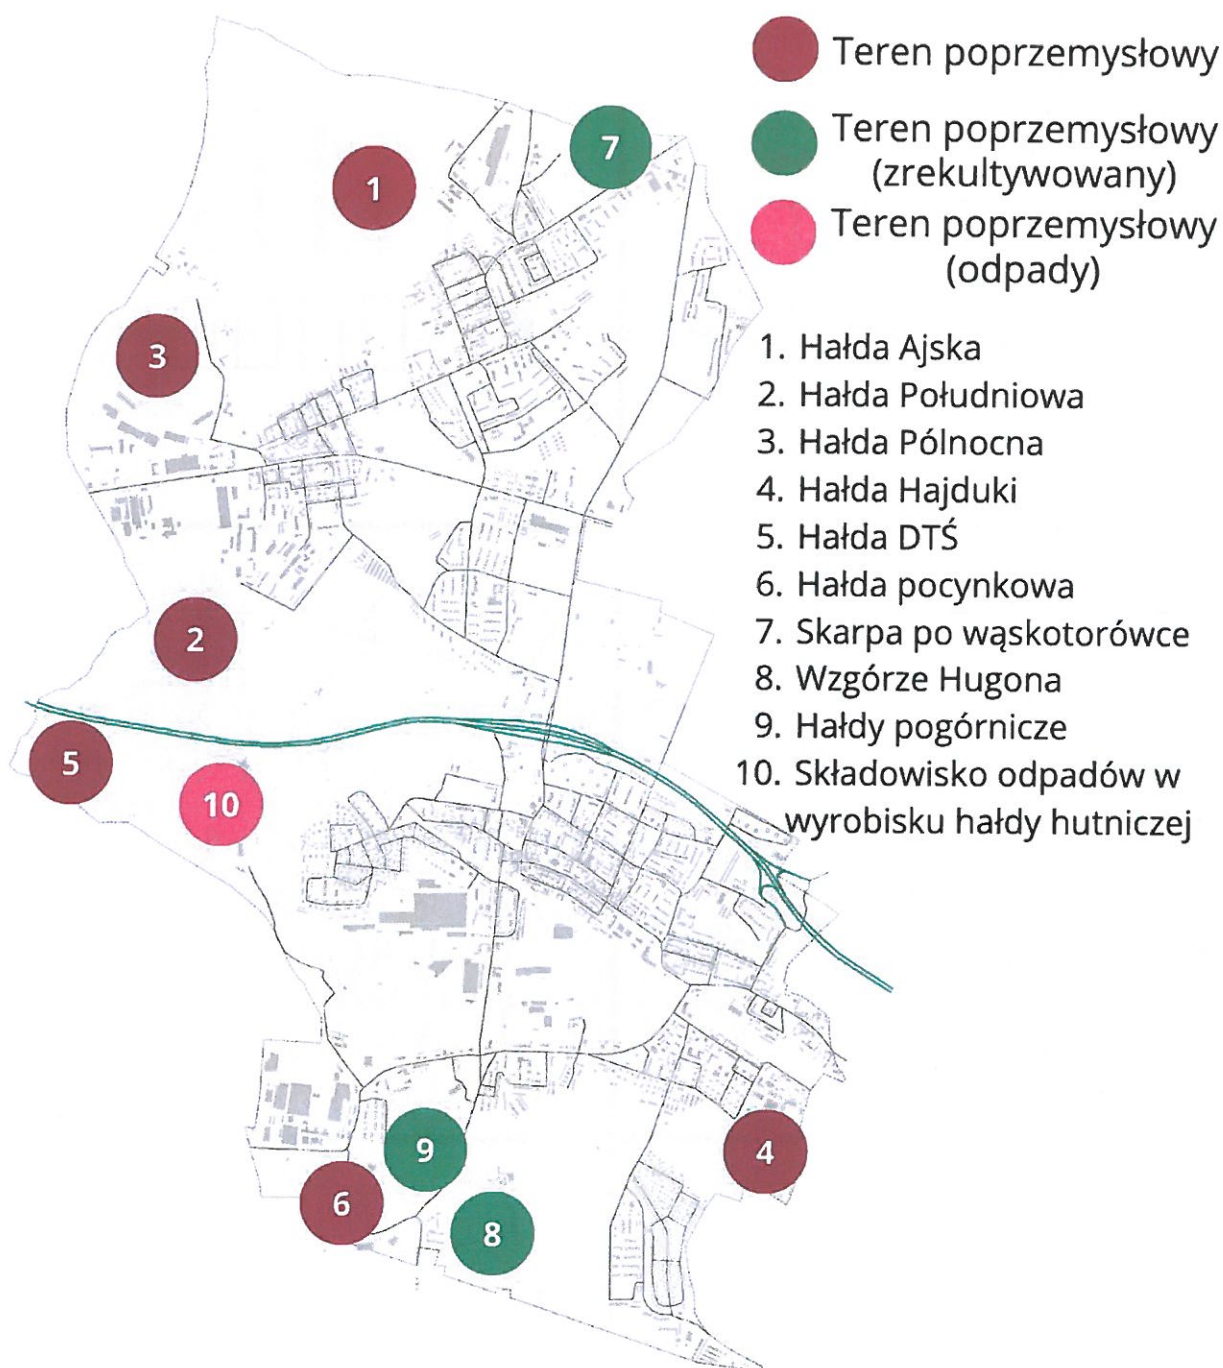 Teren poprzemysłowy
Teren poprzemysłowy
(zrekultywowany)
Teren poprzemysłowy
(odpady)
1. Hałda Ajska
2. Hałda Południowa
3. Hałda Pólnocna
4. Hałda Hajduki
5. Hałda DTŚ
6. Hałda pocynkowa
7. Skarpa po wąskotorówce
8. Wzgórze Hugona
9. Hałdy pogórnicze
10. Składowisko odpadów w
wyrobisku hałdy hutniczej
7
1
3
2
5
10
9
4
6
8